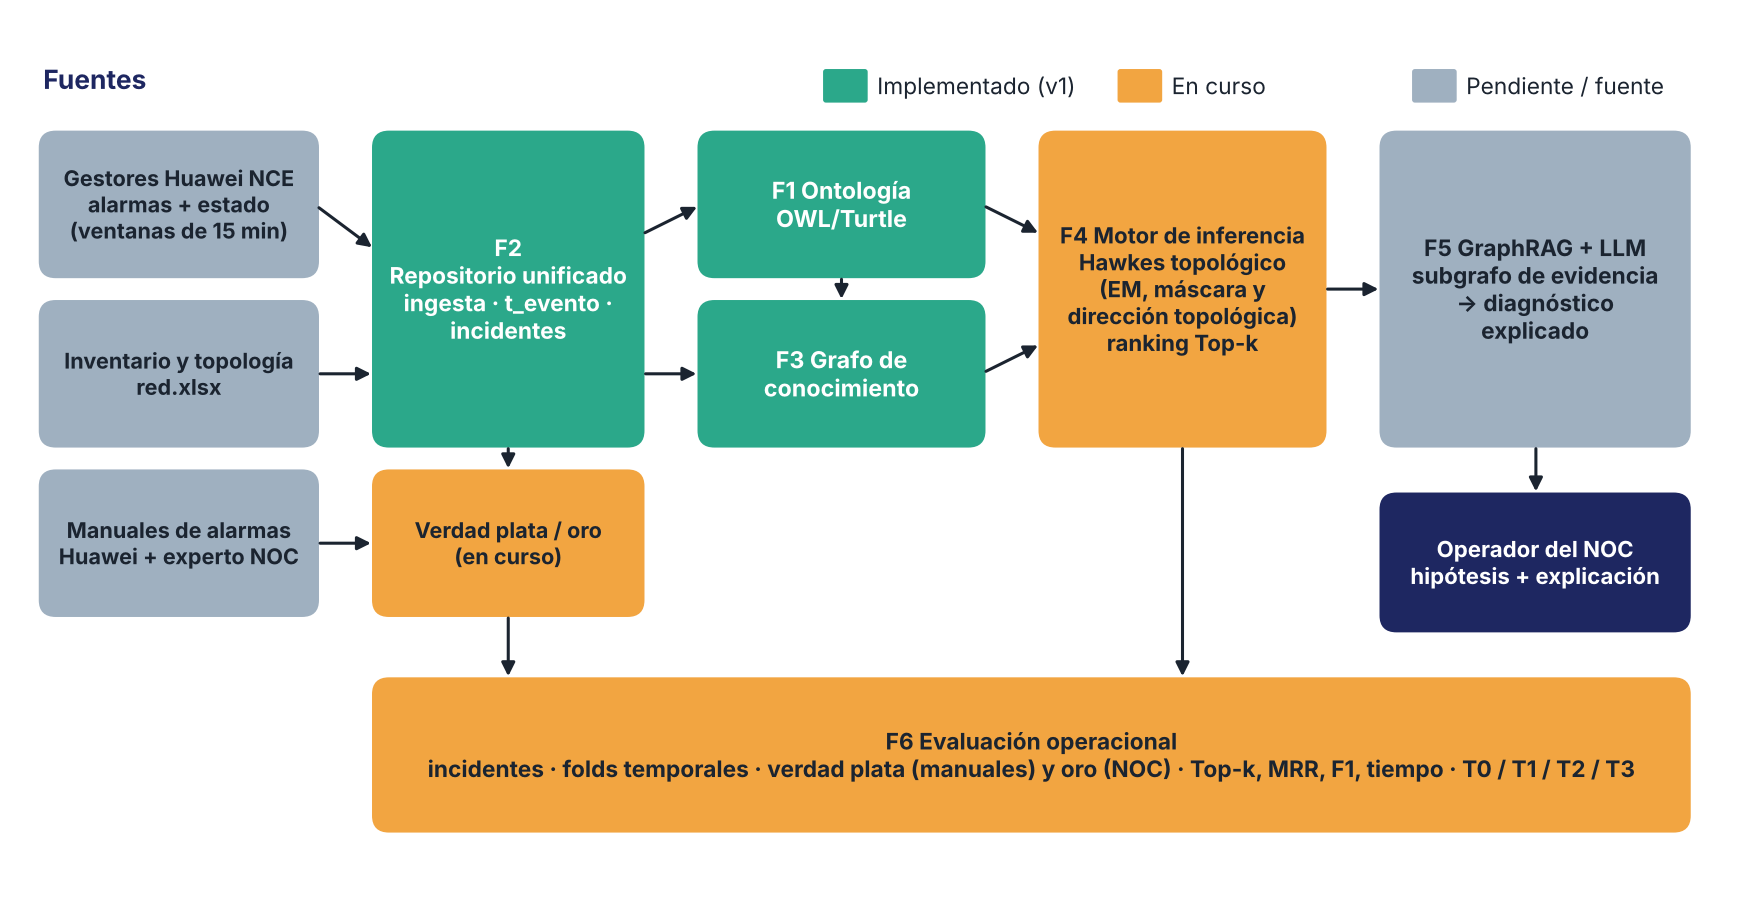 Fuentes
Implementado (v1)
En curso
Pendiente / fuente
Gestores Huawei NCE
alarmas + estado
(ventanas de 15 min)
Inventario y topología
red.xlsx
Manuales de alarmas
Huawei + experto NOC
F2
Repositorio unificado
ingesta · t_evento ·
incidentes
Verdad plata / oro
(en curso)
F1 Ontología
OWL/Turtle
F3 Grafo de
conocimiento
F4 Motor de inferencia
Hawkes topológico
(EM, máscara y
dirección topológica)
ranking Top-k
F5 GraphRAG + LLM
subgrafo de evidencia
→ diagnóstico
explicado
Operador del NOC
hipótesis + explicación
F6 Evaluación operacional
incidentes · folds temporales · verdad plata (manuales) y oro (NOC) · Top-k, MRR, F1, tiempo · T0 / T1 / T2 / T3